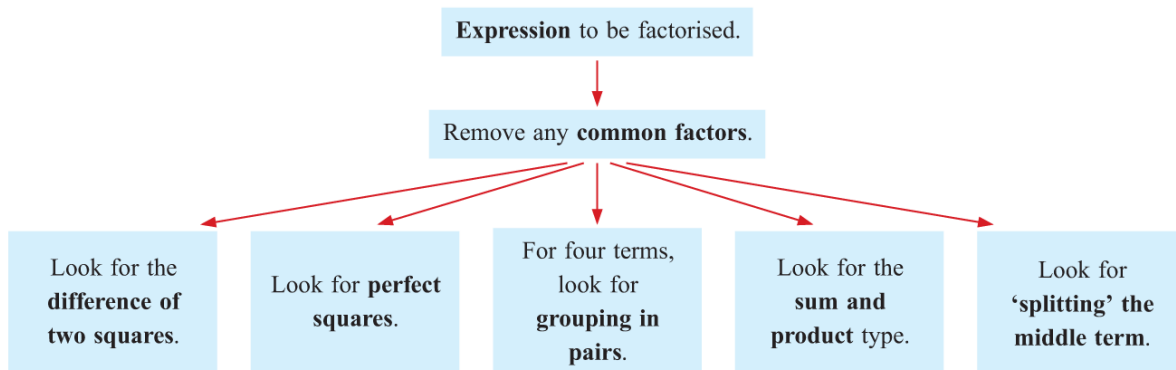 Expression to be factorised.
Remove any common factors.
Look for the
difference of
two squares.
Look for perfect
squares.
For four terms,
look for
grouping in
pairs.
Look for the
sum and
product type.
Look for
‘splitting’ the
middle term.